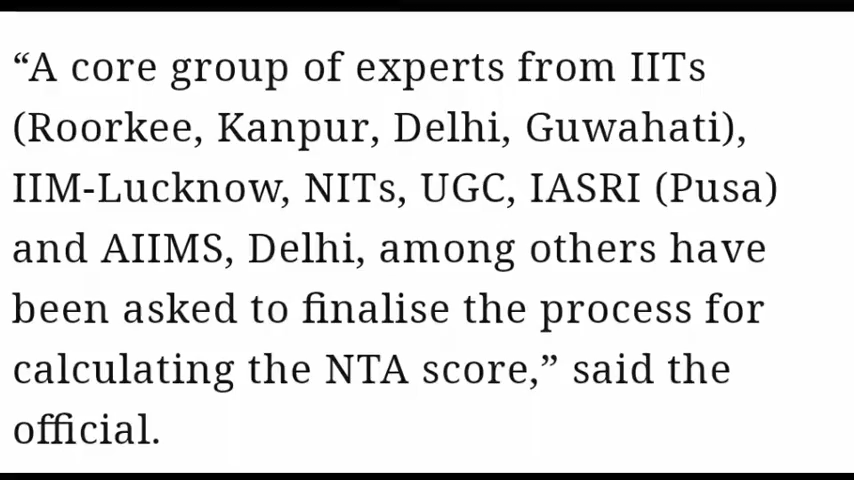 “A core group of experts from IITs
(Roorkee, Kanpur, Delhi, Guwahati),
IIM-Lucknow, NITs, UGC, IASRI (Pusa)
and AIIMS, Delhi, among others have
been asked to finalise the process for
calculating the NTA score,” said the
official.